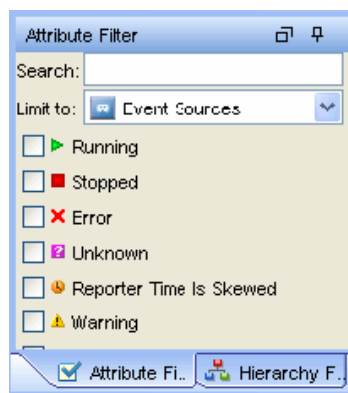 Attribute Filter
Search:
Limit to: Event Sources
Running
Stopped
Error
Unknown
Reporter Time Is Skewed
Warning
Attribute Fi.. Hierarchy F..